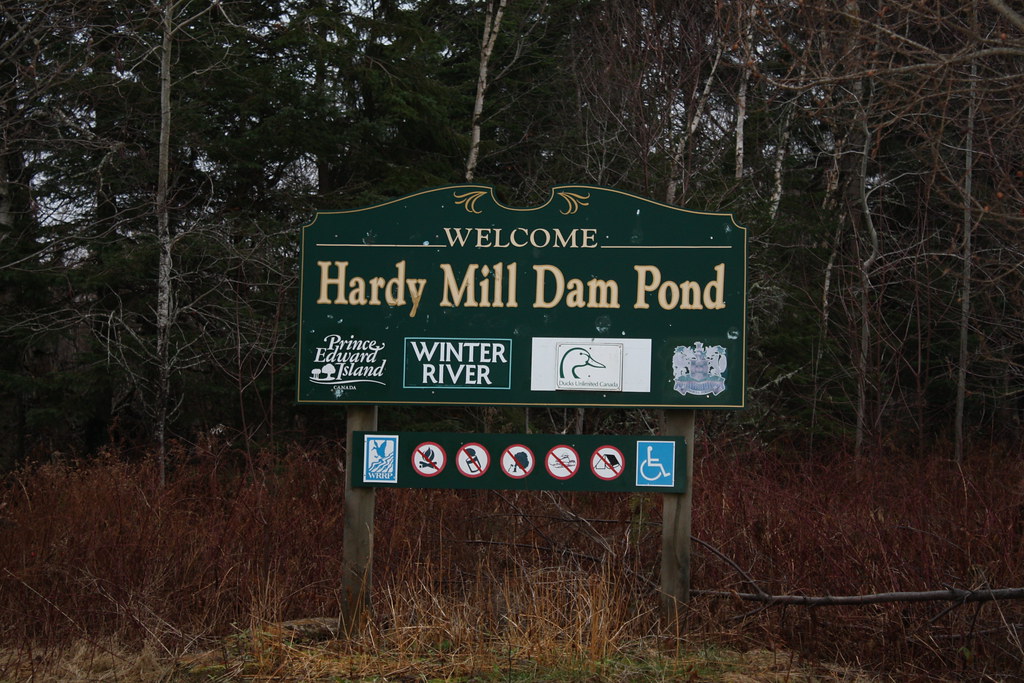 WELCOME
Hardy Mill Dam Pond
Prince
Edward
Island
CANADA
WINTER
RIVER
Ducks Unlimited Canada